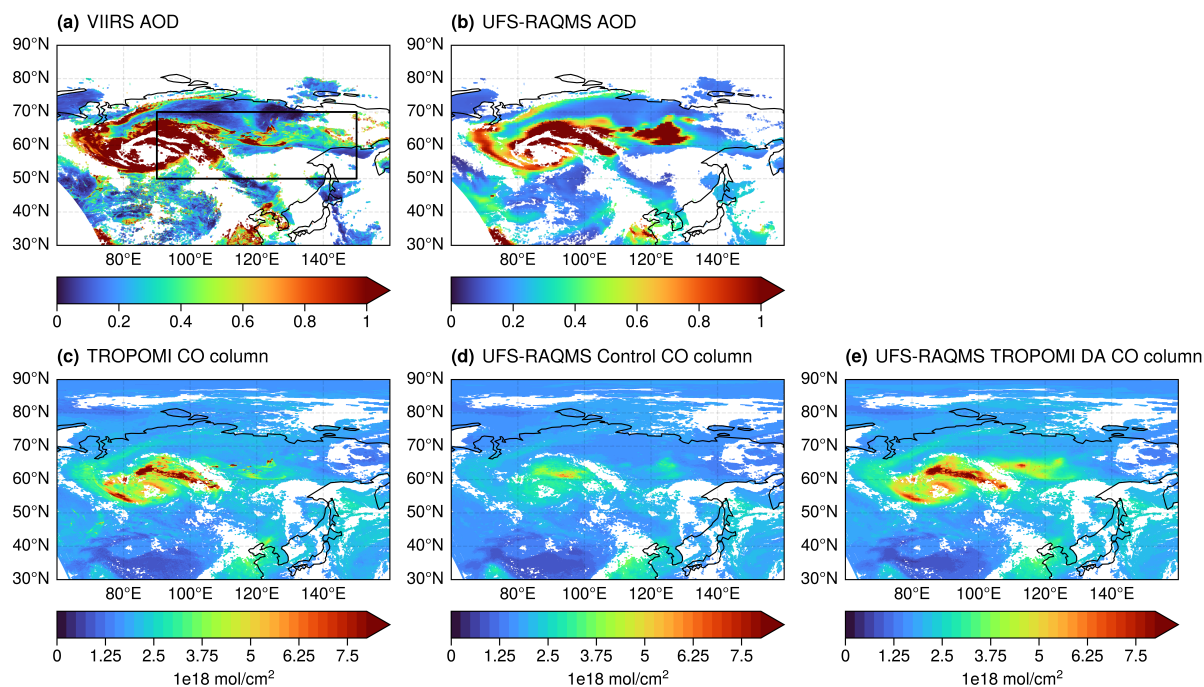 (a) VIIRS AOD
(b) UFS-RAQMS AOD
90°N
80°N
70°N
60°N
50°N
40°N
30°N
80°E 100°E 120°E 140°E
0 0.2 0.4 0.6 0.8 1
90°N
80°N
70°N
60°N
50°N
40°N
30°N
80°E 100°E 120°E 140°E
0 0.2 0.4 0.6 0.8 1
(c) TROPOMI CO column
(d) UFS-RAQMS Control CO column
(e) UFS-RAQMS TROPOMI DA CO column
90°N
80°N
70°N
60°N
50°N
40°N
30°N
80°E 100°E 120°E 140°E
0 1.25 2.5 3.75 5 6.25 7.5
1e18 mol/cm²
90°N
80°N
70°N
60°N
50°N
40°N
30°N
80°E 100°E 120°E 140°E
0 1.25 2.5 3.75 5 6.25 7.5
1e18 mol/cm²
90°N
80°N
70°N
60°N
50°N
40°N
30°N
80°E 100°E 120°E 140°E
0 1.25 2.5 3.75 5 6.25 7.5
1e18 mol/cm²